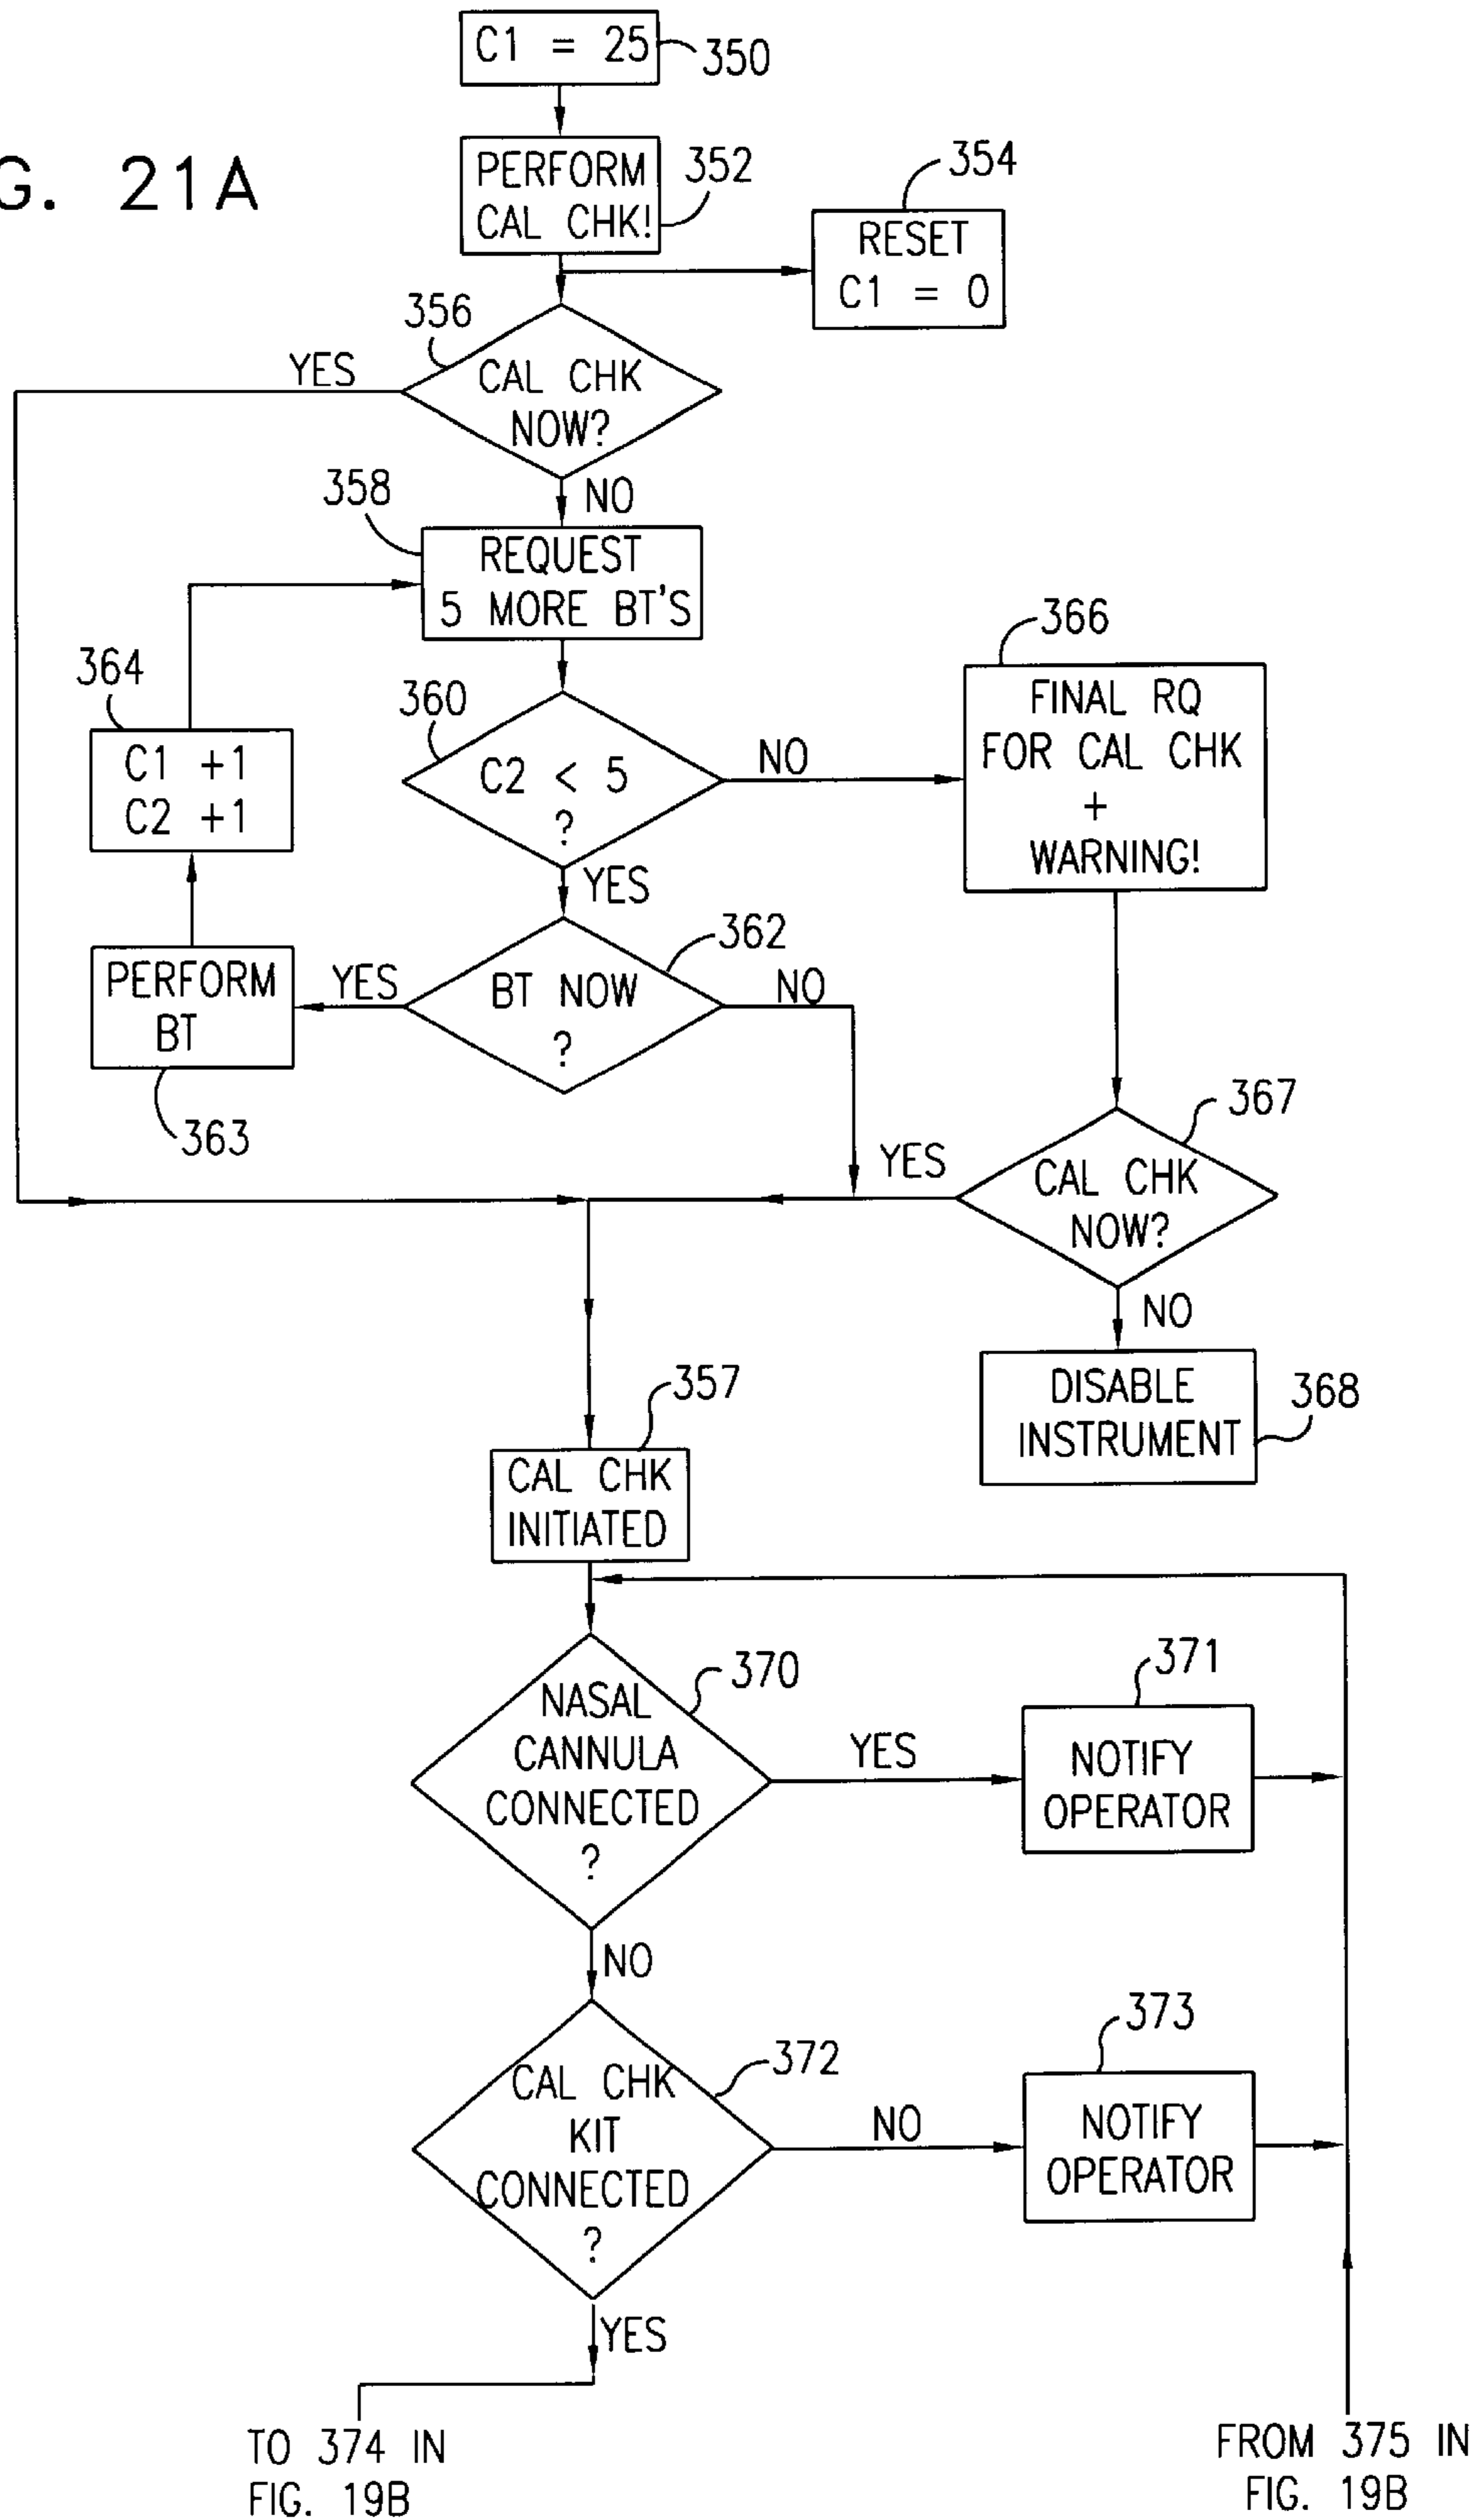 C1 = 25
350
G. 21A
PERFORM
CAL CHK!
352
354
RESET
C1 = 0
356
YES
CAL CHK
NOW?
NO
358
REQUEST
5 MORE BT'S
364
C1 +1
C2 +1
360
C2 < 5
?
NO
YES
366
FINAL RQ
FOR CAL CHK
+
WARNING!
362
BT NOW
?
YES
NO
PERFORM
BT
363
367
YES
CAL CHK
NOW?
NO
DISABLE
INSTRUMENT
368
357
CAL CHK
INITIATED
370
NASAL
CANNULA
CONNECTED
?
YES
371
NOTIFY
OPERATOR
NO
372
CAL CHK
KIT
CONNECTED
?
NO
373
NOTIFY
OPERATOR
YES
TO 374 IN
FIG. 19B
FROM 375 IN
FIG. 19B